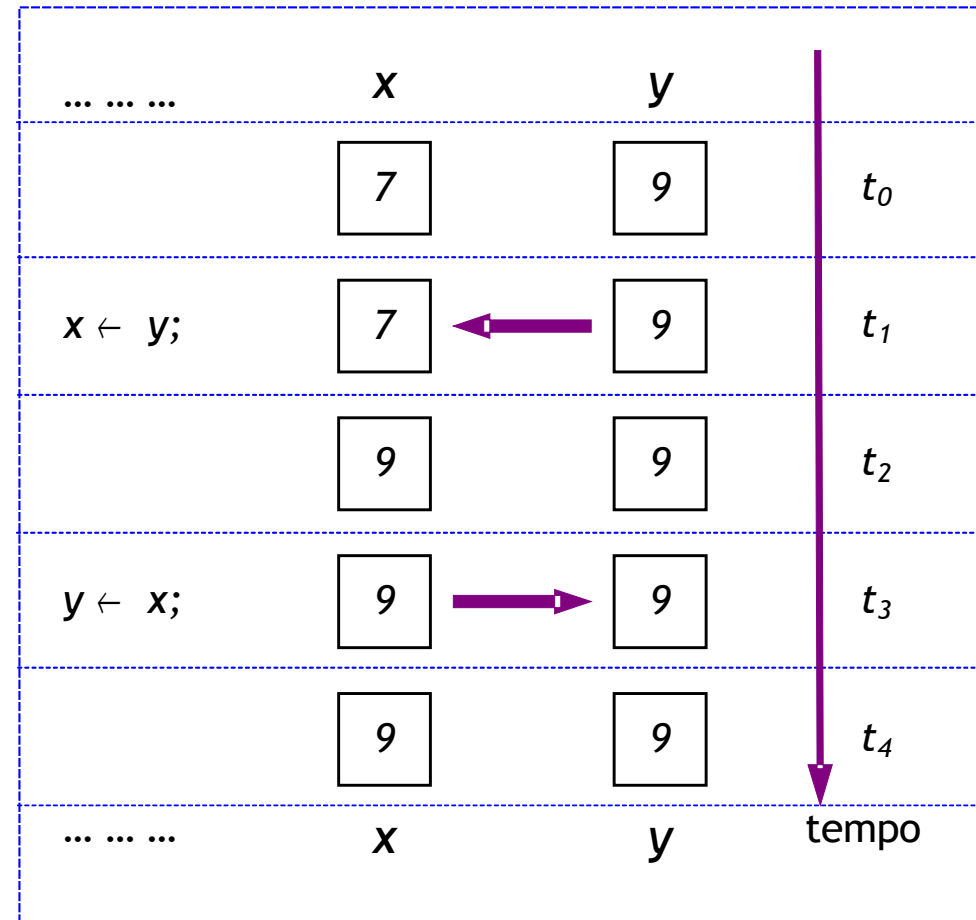 ... ... ... x y
7 9 t₀
x ← y; 7 9 t₁
9 9 t₂
y ← x; 9 9 t₃
9 9 t₄
... ... ... x y tempo